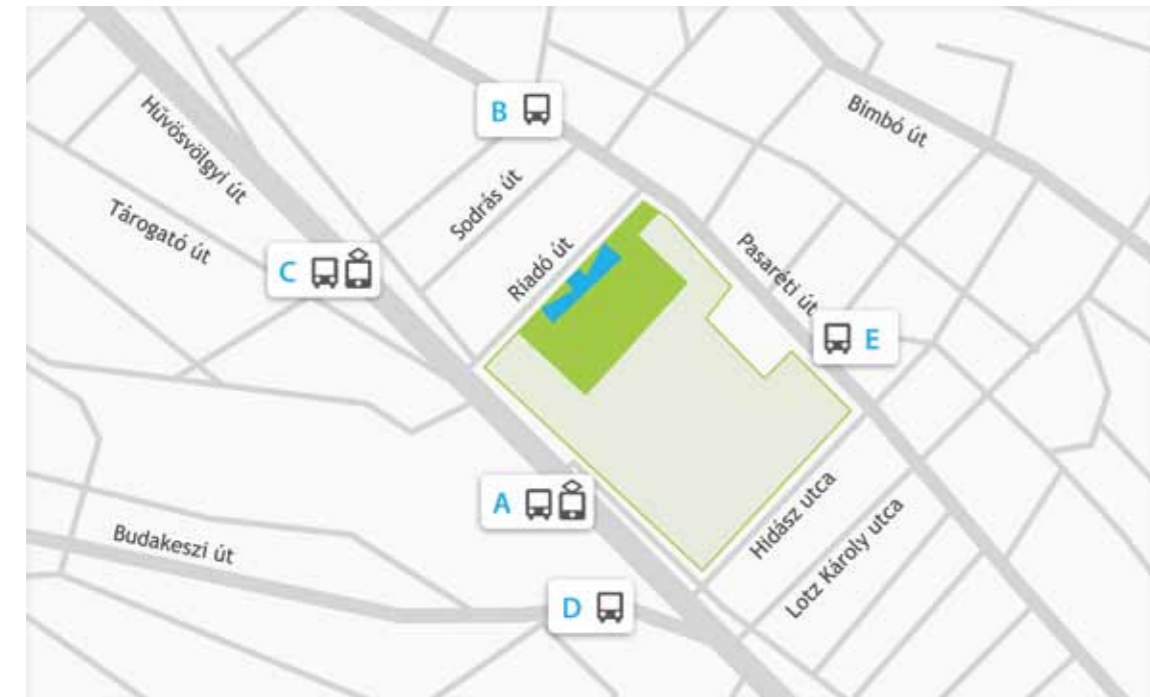 B
Bimbó út
Hűvösvölgyi út
Sodrás út
Tárogató út
Riadó út
Pasaréti út
C
E
A
Hidász utca
Lotz Károly utca
Budakeszi út
D